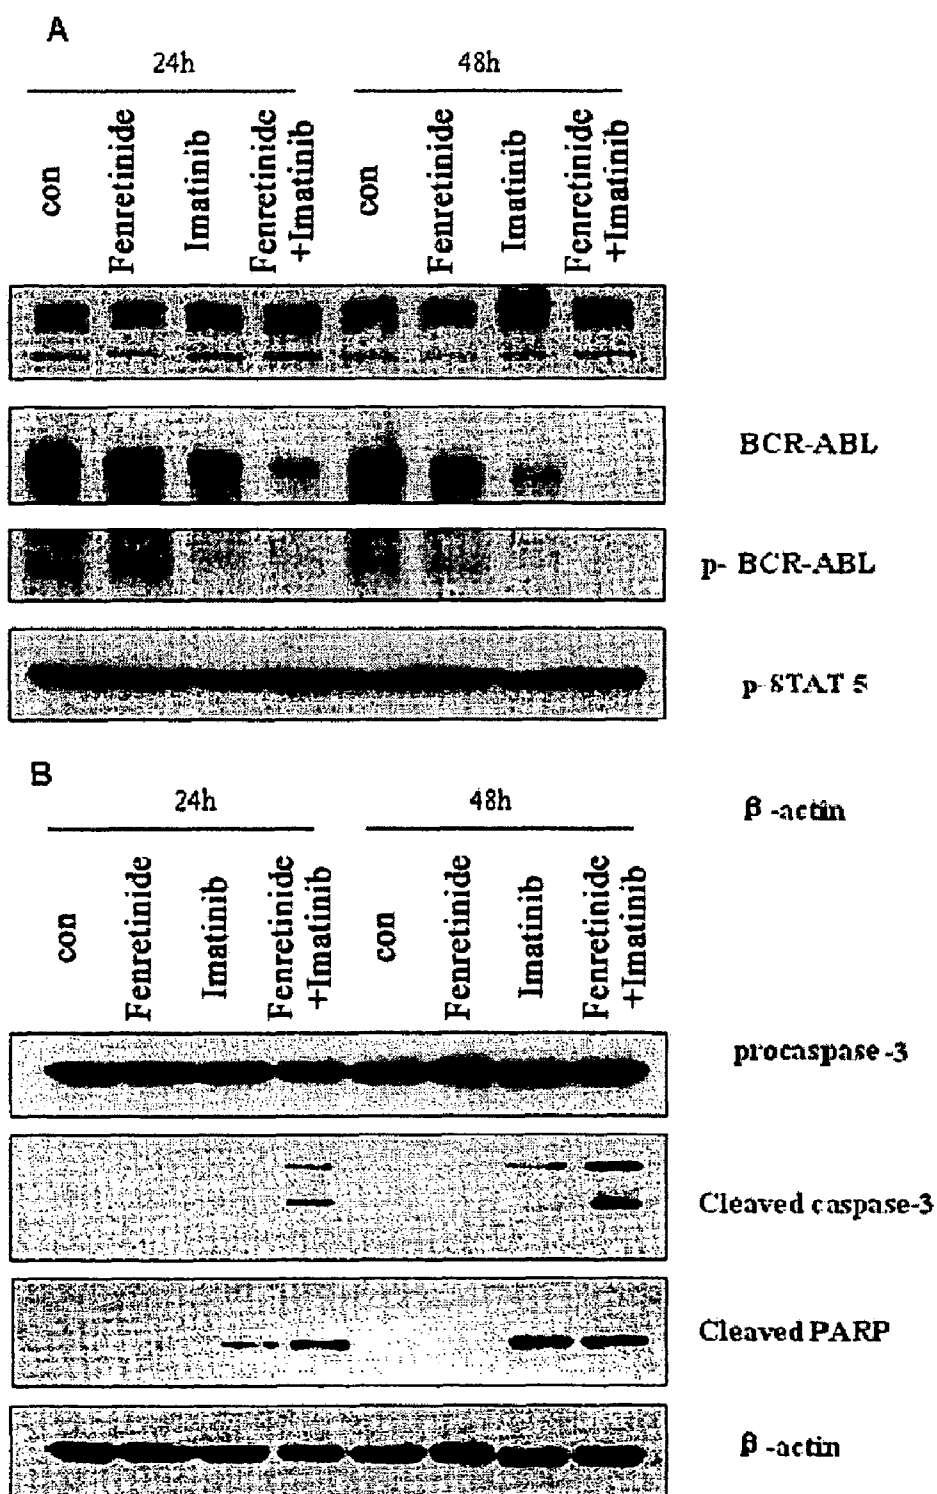 A
24h
48h
con
Fenretinide
Imatinib
Fenretinide
+Imatinib
con
Fenretinide
Imatinib
Fenretinide
+Imatinib
BCR-ABL
p- BCR-ABL
p-STAT 5
β -actin
B
24h
48h
con
Fenretinide
Imatinib
Fenretinide
+Imatinib
con
Fenretinide
Imatinib
Fenretinide
+Imatinib
procaspase -3
Cleaved caspase-3
Cleaved PARP
β -actin